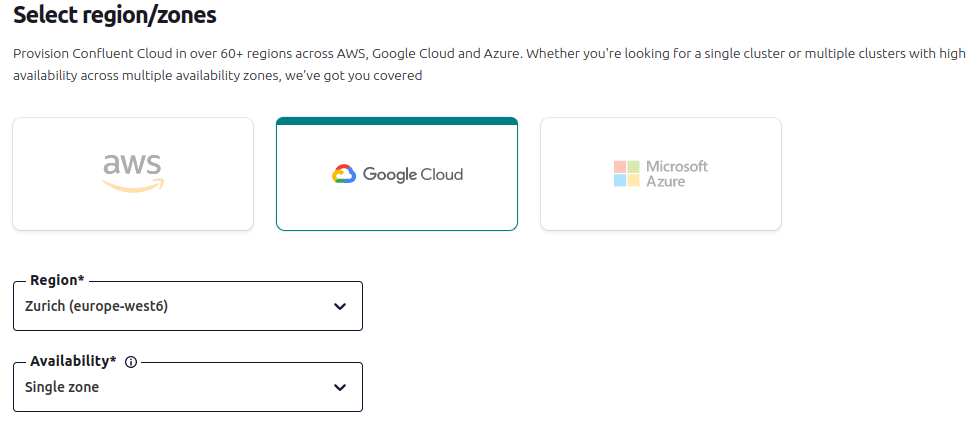 Select region/zones
Provision Confluent Cloud in over 60+ regions across AWS, Google Cloud and Azure. Whether you're looking for a single cluster or multiple clusters with high
availability across multiple availability zones, we've got you covered
aws
Google Cloud
Microsoft
Azure
Region*
Zurich (europe-west6)
Availability*
Single zone